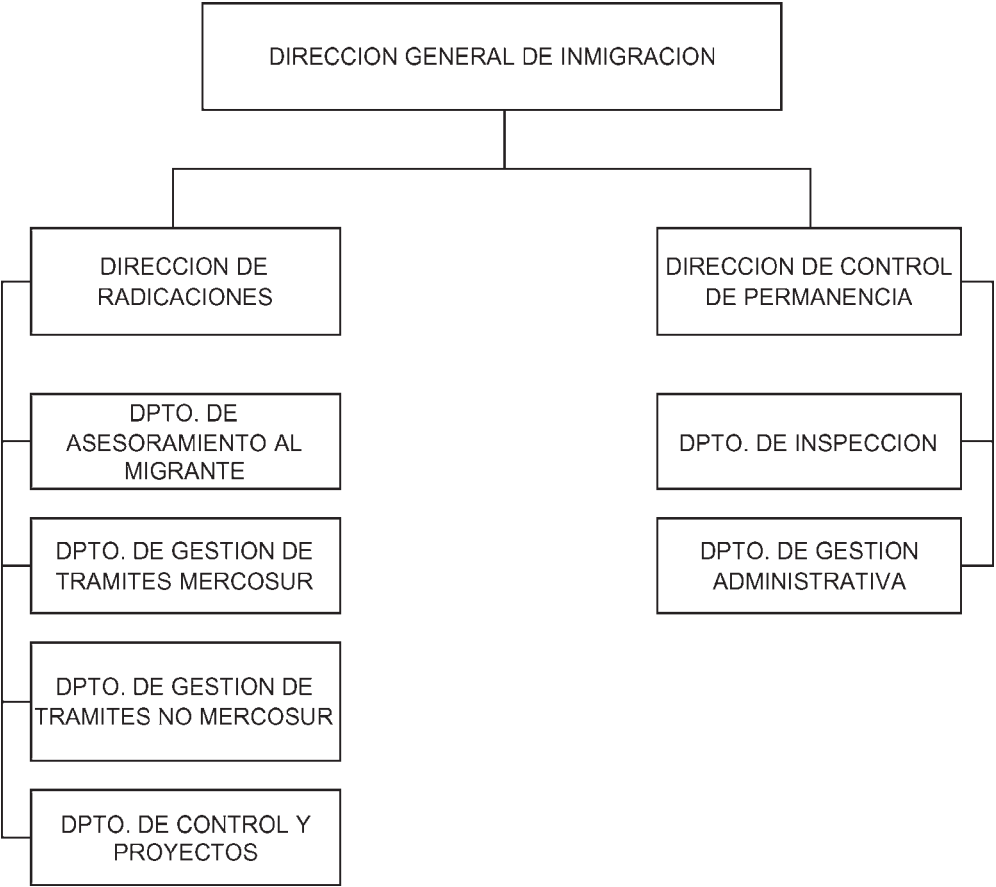 DIRECCION GENERAL DE INMIGRACION
DIRECCION DE
RADICACIONES
DPTO. DE
ASESORAMIENTO AL
MIGRANTE
DPTO. DE GESTION DE
TRAMITES MERCOSUR
DPTO. DE GESTION DE
TRAMITES NO MERCOSUR
DPTO. DE CONTROL Y
PROYECTOS
DIRECCION DE CONTROL
DE PERMANENCIA
DPTO. DE INSPECCION
DPTO. DE GESTION
ADMINISTRATIVA